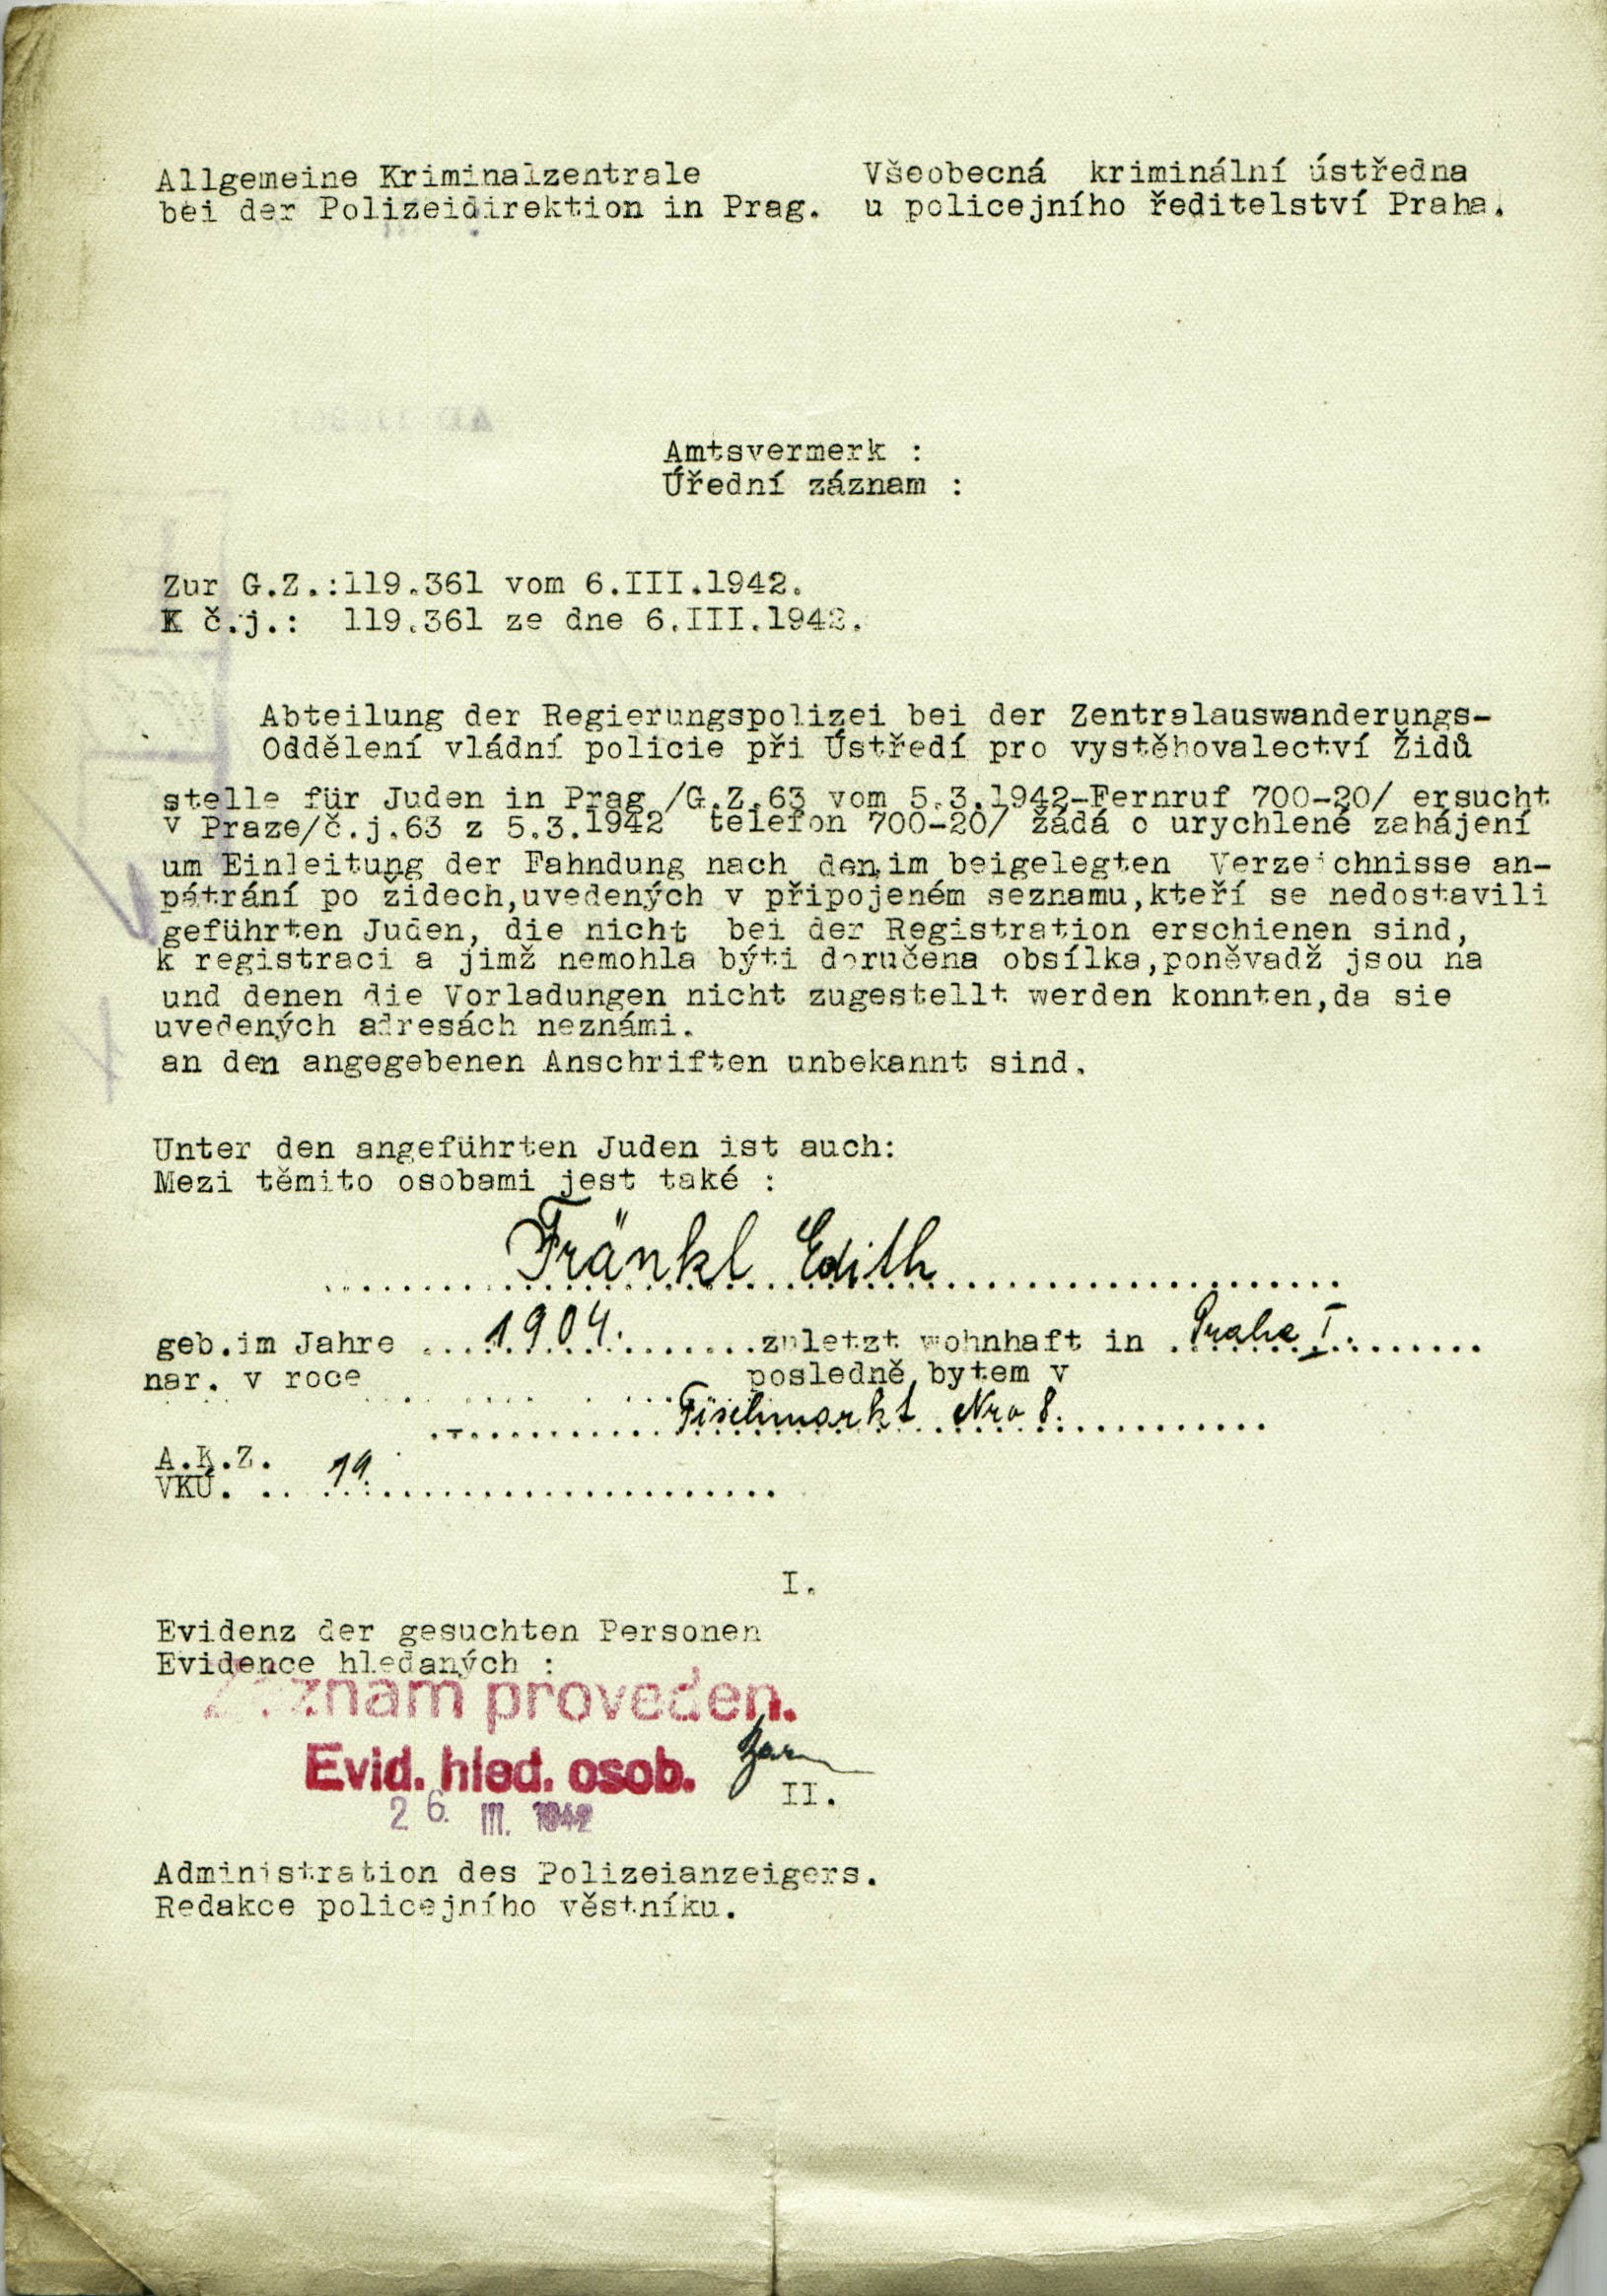 Allgemeine Kriminalzentrale
bei der Polizeidirektion in Prag.
Všeobecná kriminální ústředna
u policejního ředitelství Praha.
Amtsvermerk :
Úřední záznam :
Zur G.Z.:119.361 vom 6.III.1942.
K č.j.: 119.361 ze dne 6.III.1942.
Abteilung der Regierungspolizei bei der Zentralauswanderungs-
Oddělení vládní policie při Ústředí pro vystěhovalectví Židů
stelle für Juden in Prag /G.Z.63 vom 5.3.1942-Fernruf 700-20/ ersucht
v Praze/č.j.63 z 5.3.1942 telefon 700-20/ žádá o urychlené zahájení
um Einleitung der Fahndung nach den im beigelegten Verzeichnisse an-
pátrání po židech,uvedených v připojeném seznamu,kteří se nedostavili
geführten Juden, die nicht bei der Registration erschienen sind,
k registraci a jimž nemohla býti doručena obsílka,poněvadž jsou na
und denen die Vorladungen nicht zugestellt werden konnten,da sie
uvedených adresách neznámi.
an den angegebenen Anschriften unbekannt sind.
Unter den angeführten Juden ist auch:
Mezi těmito osobami jest také :
Fränkl Edith
geb.im Jahre 1904. zuletzt wohnhaft in Praha I.
nar. v roce posledně bytem v
Fischmarkt Nro 8.
A.K.Z.
VKÚ. 19.
I.
Evidenz der gesuchten Personen
Evidence hledaných :
Záznam proveden.
Evid. hled. osob.
26. III. 1942
II.
Administration des Polizeianzeigers.
Redakce policejního věstníku.